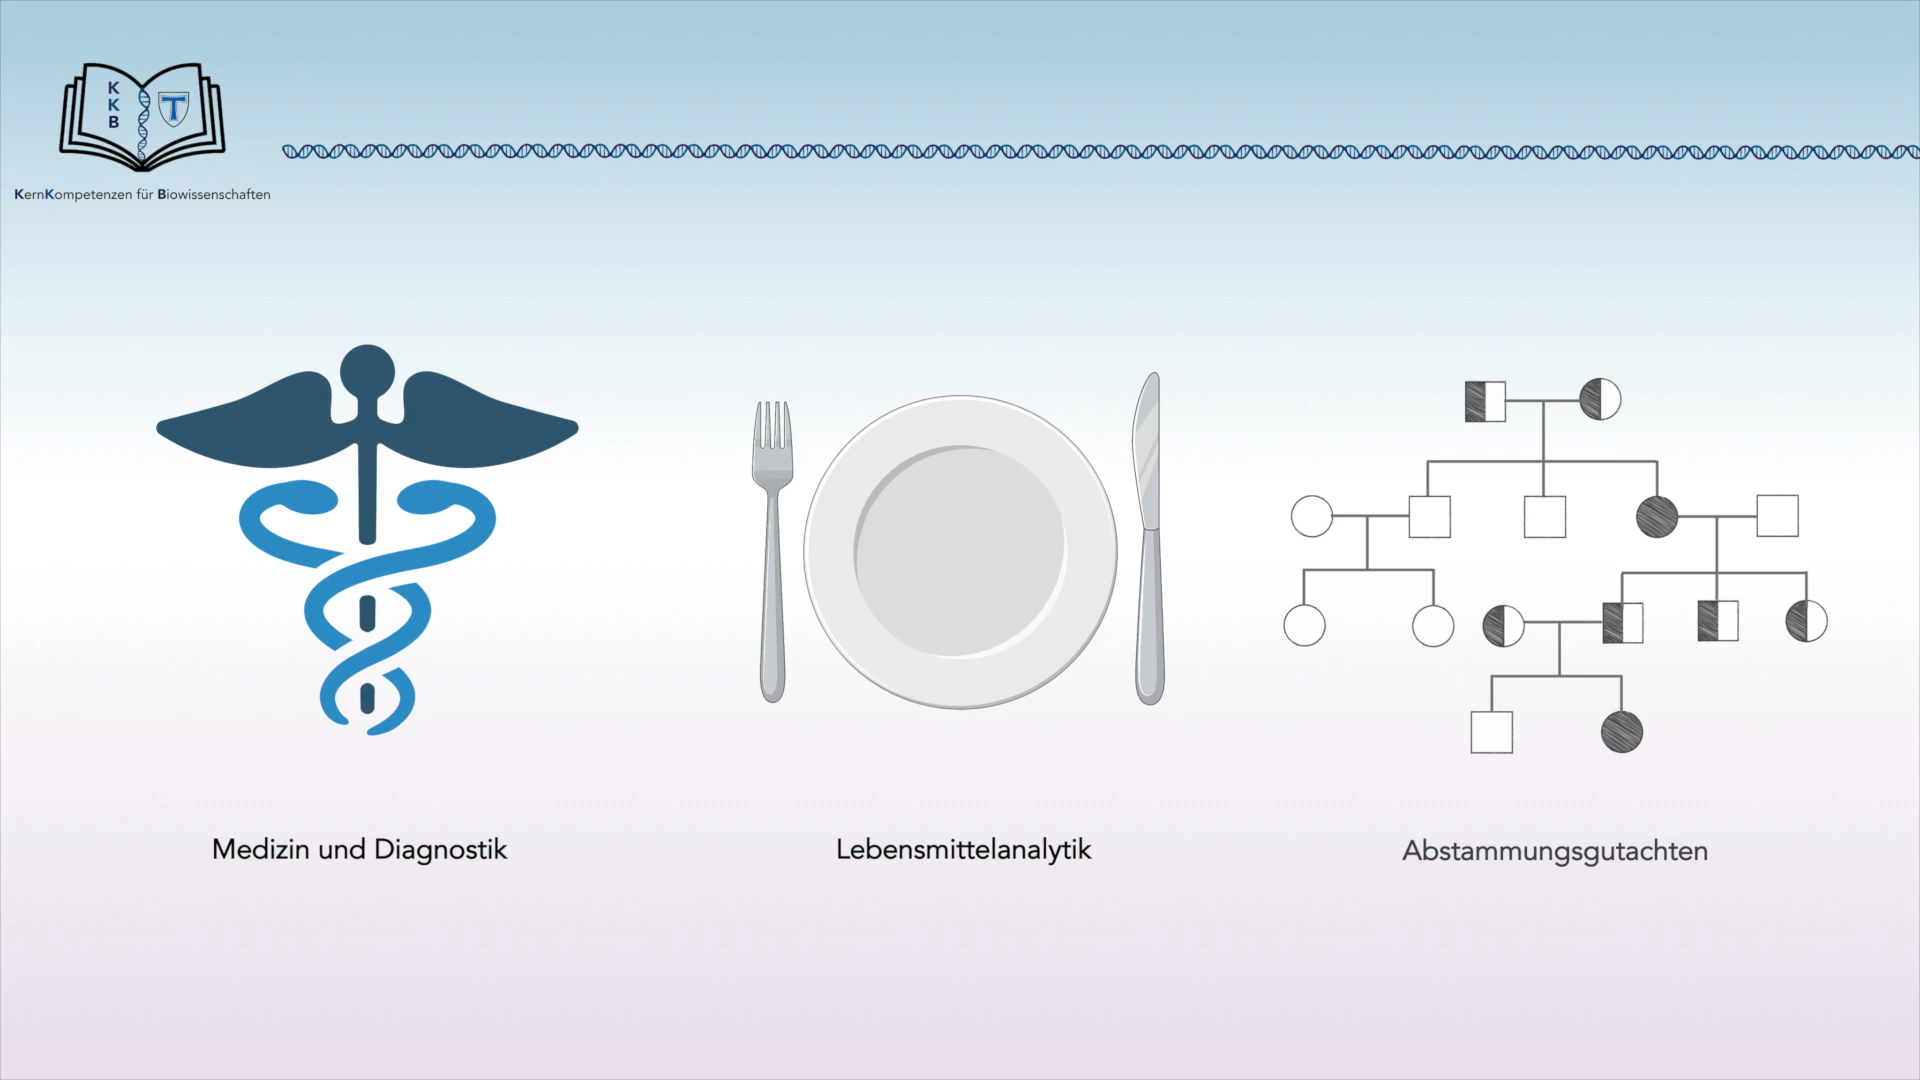 K
K
B
T
KernKompetenzen für Biowissenschaften
Medizin und Diagnostik
Lebensmittelanalytik
Abstammungsgutachten